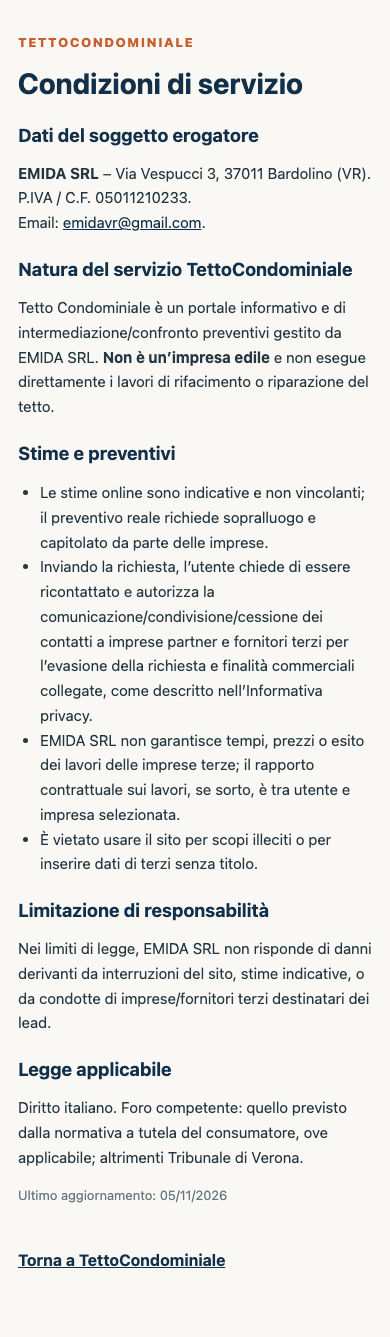 TETTOCONDOMINIALE
Condizioni di servizio
Dati del soggetto erogatore
EMIDA SRL – Via Vespucci 3, 37011 Bardolino (VR).
P.IVA / C.F. 05011210233.
Email: emidavr@gmail.com.
Natura del servizio TettoCondominiale
Tetto Condominiale è un portale informativo e di
intermediazione/confronto preventivi gestito da
EMIDA SRL. Non è un’impresa edile e non esegue
direttamente i lavori di rifacimento o riparazione del
tetto.
Stime e preventivi
• Le stime online sono indicative e non vincolanti;
il preventivo reale richiede sopralluogo e
capitolato da parte delle imprese.
• Inviando la richiesta, l’utente chiede di essere
ricontattato e autorizza la
comunicazione/condivisione/cessione dei
contatti a imprese partner e fornitori terzi per
l’evasione della richiesta e finalità commerciali
collegate, come descritto nell’Informativa
privacy.
• EMIDA SRL non garantisce tempi, prezzi o esito
dei lavori delle imprese terze; il rapporto
contrattuale sui lavori, se sorto, è tra utente e
impresa selezionata.
• È vietato usare il sito per scopi illeciti o per
inserire dati di terzi senza titolo.
Limitazione di responsabilità
Nei limiti di legge, EMIDA SRL non risponde di danni
derivanti da interruzioni del sito, stime indicative, o
da condotte di imprese/fornitori terzi destinatari dei
lead.
Legge applicabile
Diritto italiano. Foro competente: quello previsto
dalla normativa a tutela del consumatore, ove
applicabile; altrimenti Tribunale di Verona.
Ultimo aggiornamento: 05/11/2026
Torna a TettoCondominiale